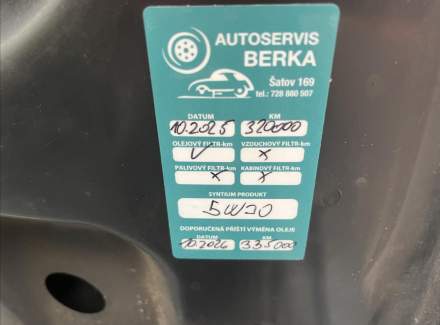 AUTOSERVIS
BERKA
Šatov 169
tel.: 728 880 507
DATUM KM
10.2025 320000
OLEJOVÝ FILTR-km VZDUCHOVÝ FILTR-km
V X
PALIVOVÝ FILTR-km KABINOVÝ FILTR-km
X X
SYNTIUM PRODUKT
5W30
DOPORUČENÁ PŘÍŠTÍ VÝMĚNA OLEJE
DATUM KM
10.2026 335000